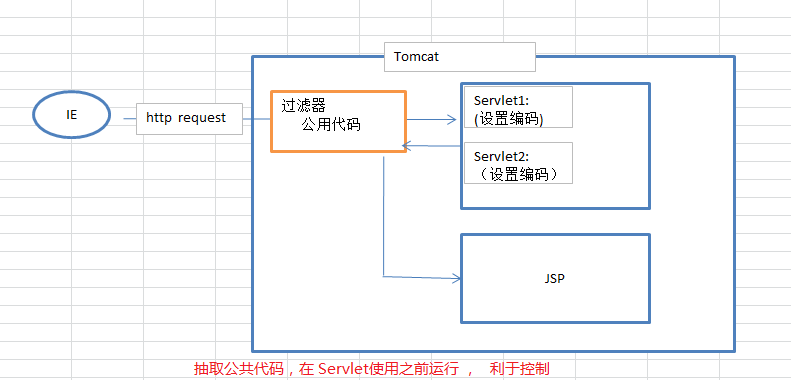 Tomcat
IE
http request
过滤器
公用代码
Servlet1:
(设置编码)
Servlet2:
（设置编码）
JSP
抽取公共代码，在 Servlet使用之前运行 ， 利于控制